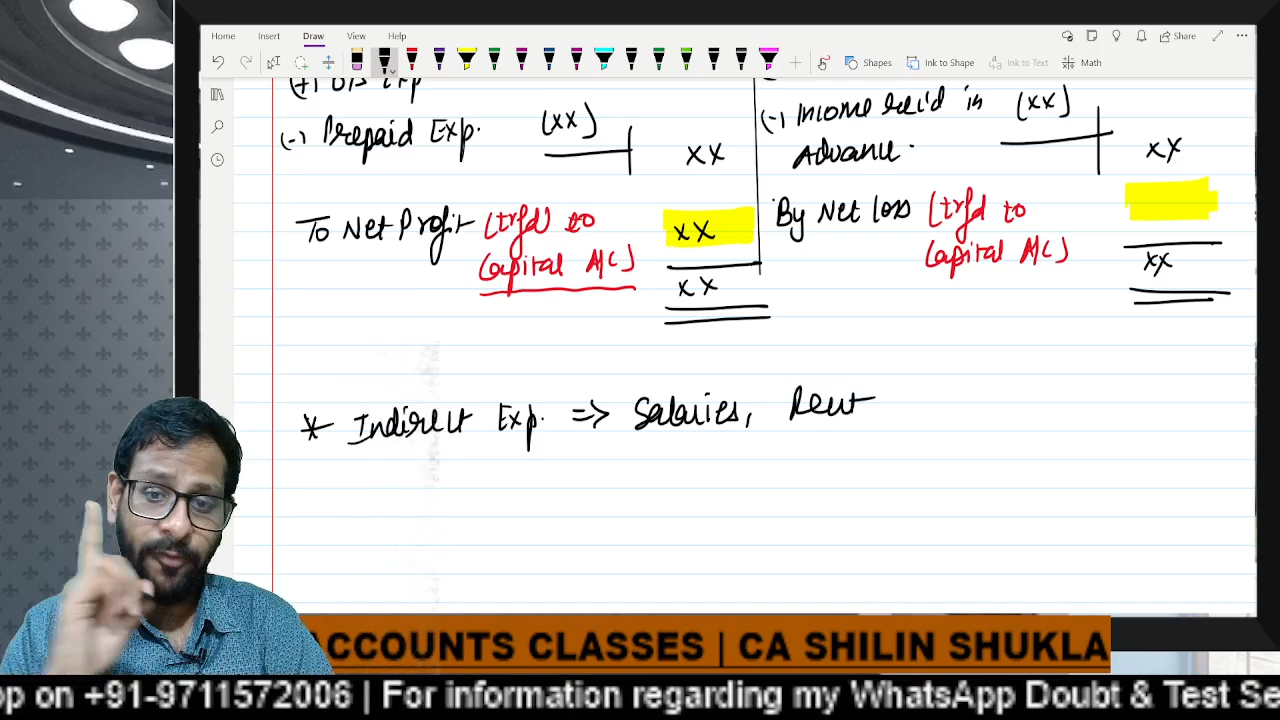 Home Insert Draw View Help Share
Shapes Ink to Shape Ink to Text Math
(+) O/s Exp
(-) Prepaid Exp. (xx)
xx
To Net Profit (trfd to
Capital A/c)
xx
xx
(-) Income rec'd in (xx)
Advance.
xx
By Net Loss (trfd to
Capital A/c)
xx
* Indirect Exp. => Salaries, Rent
ACCOUNTS CLASSES | CA SHILIN SHUKLA
pp on +91-9711572006 | For information regarding my WhatsApp Doubt & Test Se